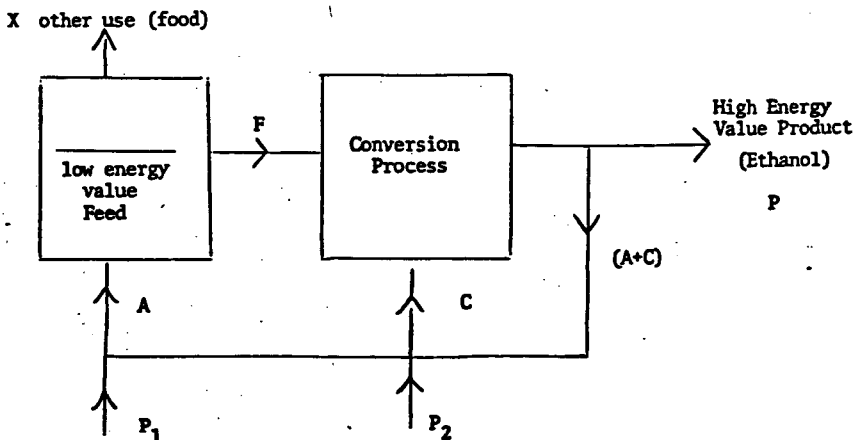 X other use (food)
F
low energy
value
Feed
Conversion
Process
High Energy
Value Product
(Ethanol)
P
(A+C)
A
C
P1
P2